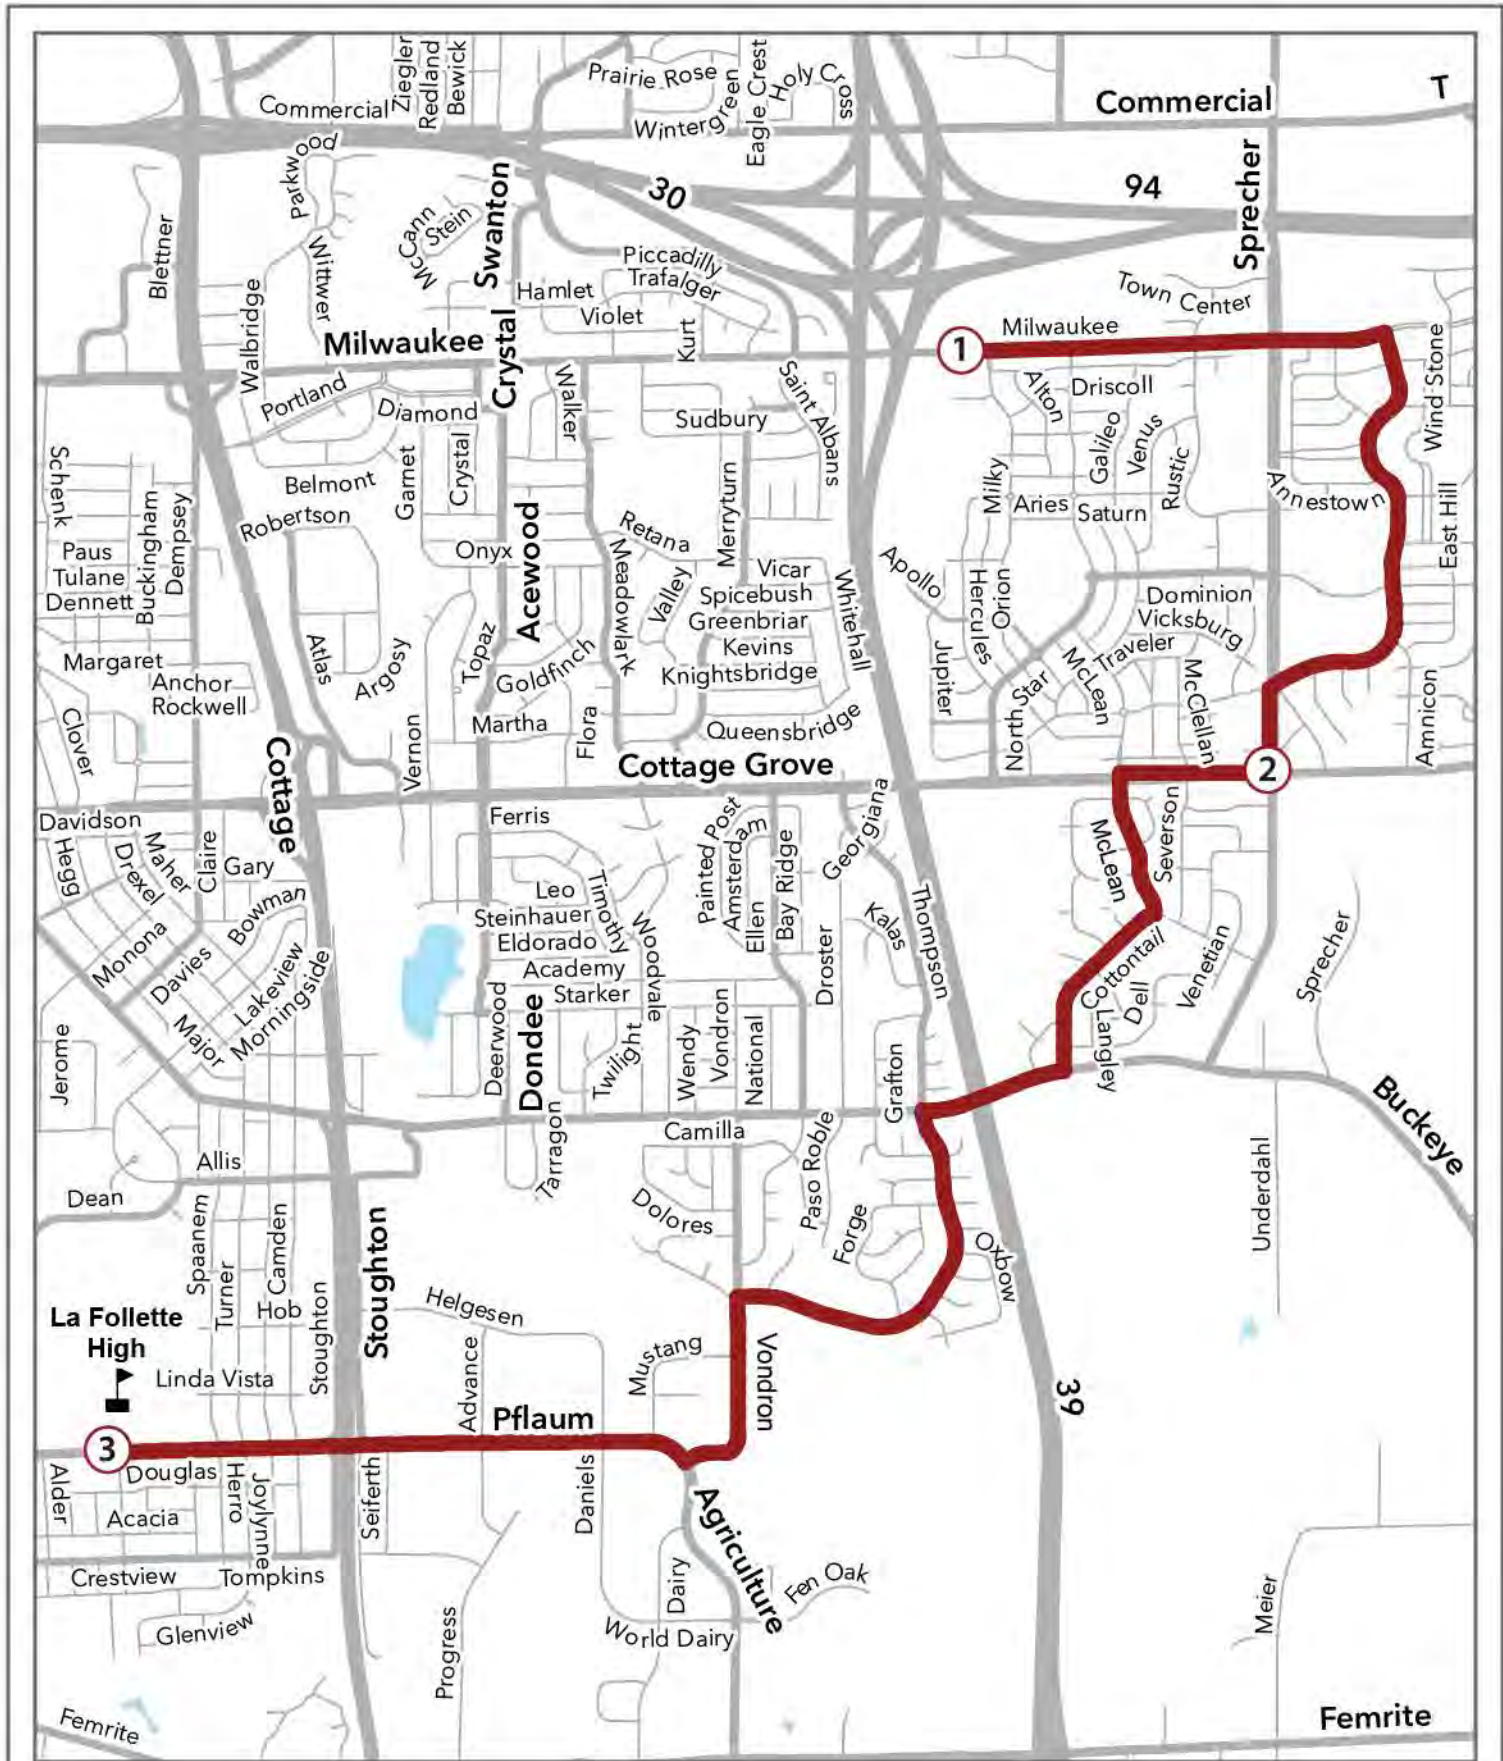 Ziegler
Redland
Bewick
Commercial
Prairie Rose
Wintergreen
Eagle Crest
Holy Cross
Commercial
T
Parkwood
McCann
Stein
Swanton
30
94
Sprecher
Blettner
Wittwer
Walbridge
Piccadilly
Trafalger
Hamlet
Violet
Kurt
Town Center
Milwaukee
Milwaukee
1
Crystal
Wind Stone
Portland
Diamond
Walker
Saint Albans
Sudbury
Alton
Driscoll
Galileo
Venus
Rustic
Schenk
Belmont
Garnet
Crystal
Merryturn
Milky
Aries
Saturn
Annestown
East Hill
Buckingham
Dempsey
Robertson
Acewood
Onyx
Retana
Paus
Tulane
Dennett
Meadowlark
Valley
Vicar
Spicebush
Greenbriar
Kevins
Knightsbridge
Whitehall
Apollo
Hercules
Orion
Dominion
Vicksburg
Traveler
Margaret
Anchor
Rockwell
Atlas
Argosy
Topaz
Goldfinch
Jupiter
McLean
McClellan
North Star
Amnicon
Clover
Vernon
Martha
Flora
Queensbridge
Cottage
Cottage Grove
2
Davidson
Hegg
Drexel
Maher
Claire
Gary
Bowman
Ferris
Painted Post
Amsterdam
Ellen
Bay Ridge
Georgiana
McLean
Severson
Leo
Steinhauer
Eldorado
Academy
Starker
Timothy
Woodvale
Kalas
Thompson
Droster
Cottontail
Dell
Venetian
Langley
Sprecher
Monona
Davies
Lakeview
Morningside
Major
Jerome
Deerwood
Dondee
Twilight
Wendy
Vondron
National
Grafton
Buckeye
Camilla
Tarragon
Paso Roble
Allis
Dean
Dolores
Forge
Oxbow
Underdahl
Spanem
Turner
Camden
Hob
Stoughton
Stoughton
Helgesen
La Follette
High
Linda Vista
Advance
Mustang
Vondron
39
Pflaum
3
Alder
Douglas
Herro
Joylynne
Acacia
Seiferth
Daniels
Agriculture
Crestview
Tompkins
Dairy
Fen Oak
Meier
Glenview
Progress
World Dairy
Femrite
Femrite